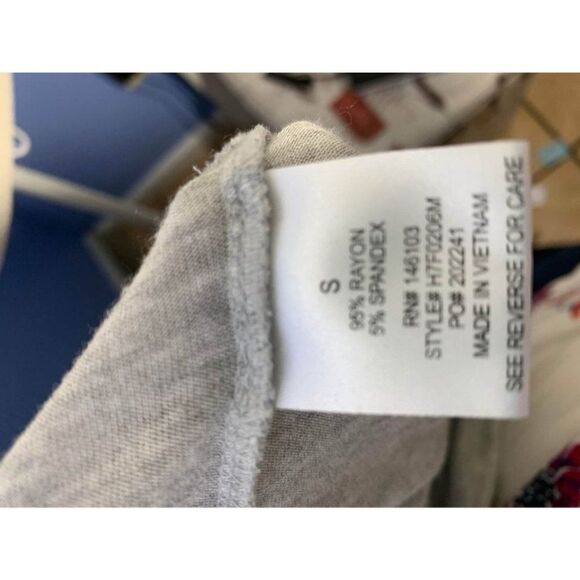 S
95% RAYON
5% SPANDEX
RN# 146103
STYLE# H7F0206M
PO# 202241
MADE IN VIETNAM
SEE REVERSE FOR CARE